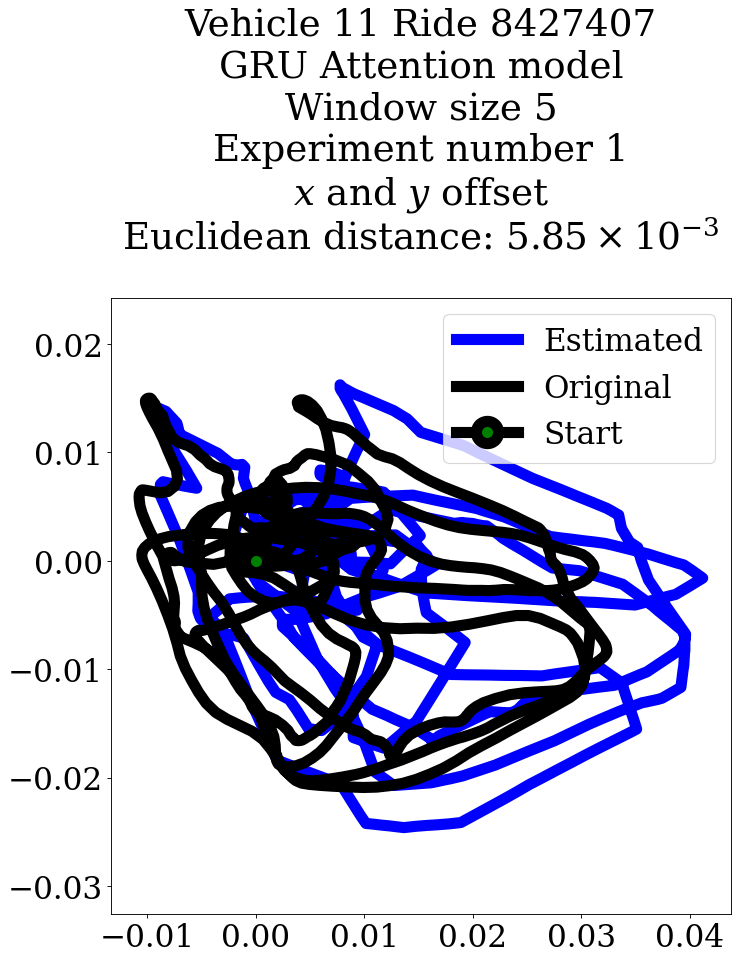 Vehicle 11 Ride 8427407
GRU Attention model
Window size 5
Experiment number 1
x and y offset
Euclidean distance: 5.85 × 10⁻³
Estimated
Original
Start
0.02
0.01
0.00
−0.01
−0.02
−0.03
−0.01 0.00 0.01 0.02 0.03 0.04